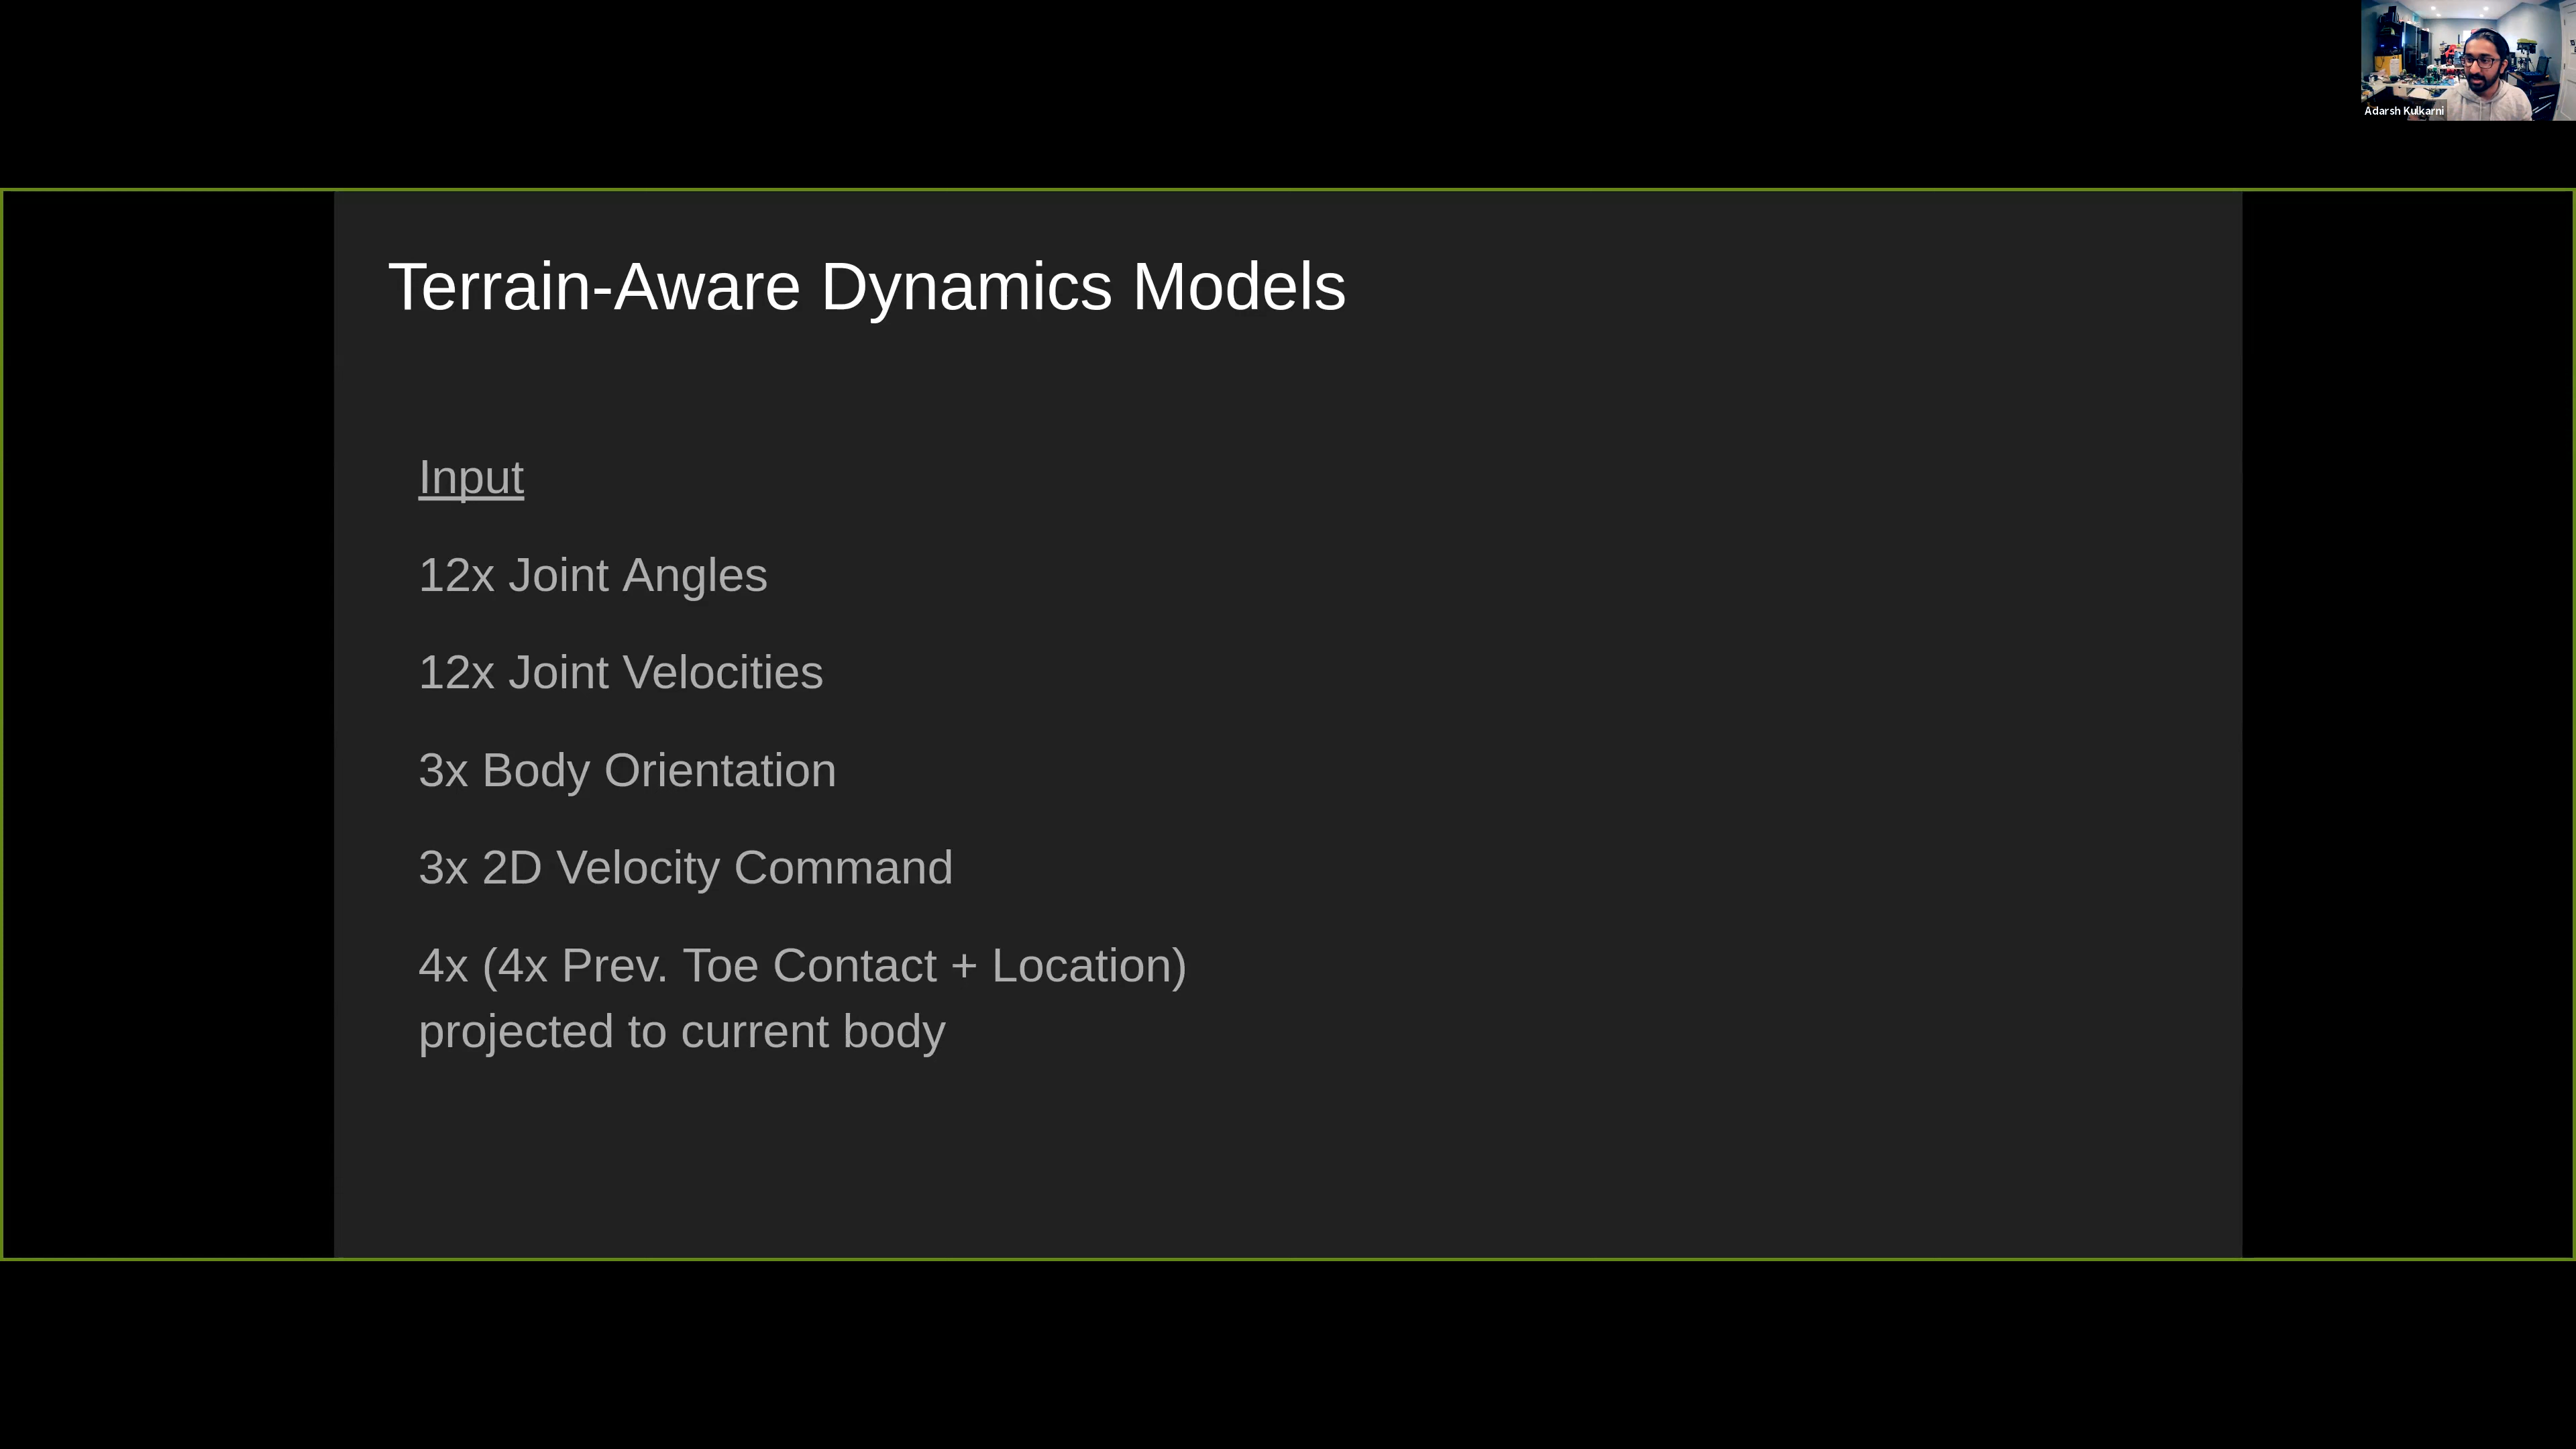 Adarsh Kulkarni
Terrain-Aware Dynamics Models
Input
12x Joint Angles
12x Joint Velocities
3x Body Orientation
3x 2D Velocity Command
4x (4x Prev. Toe Contact + Location)
projected to current body